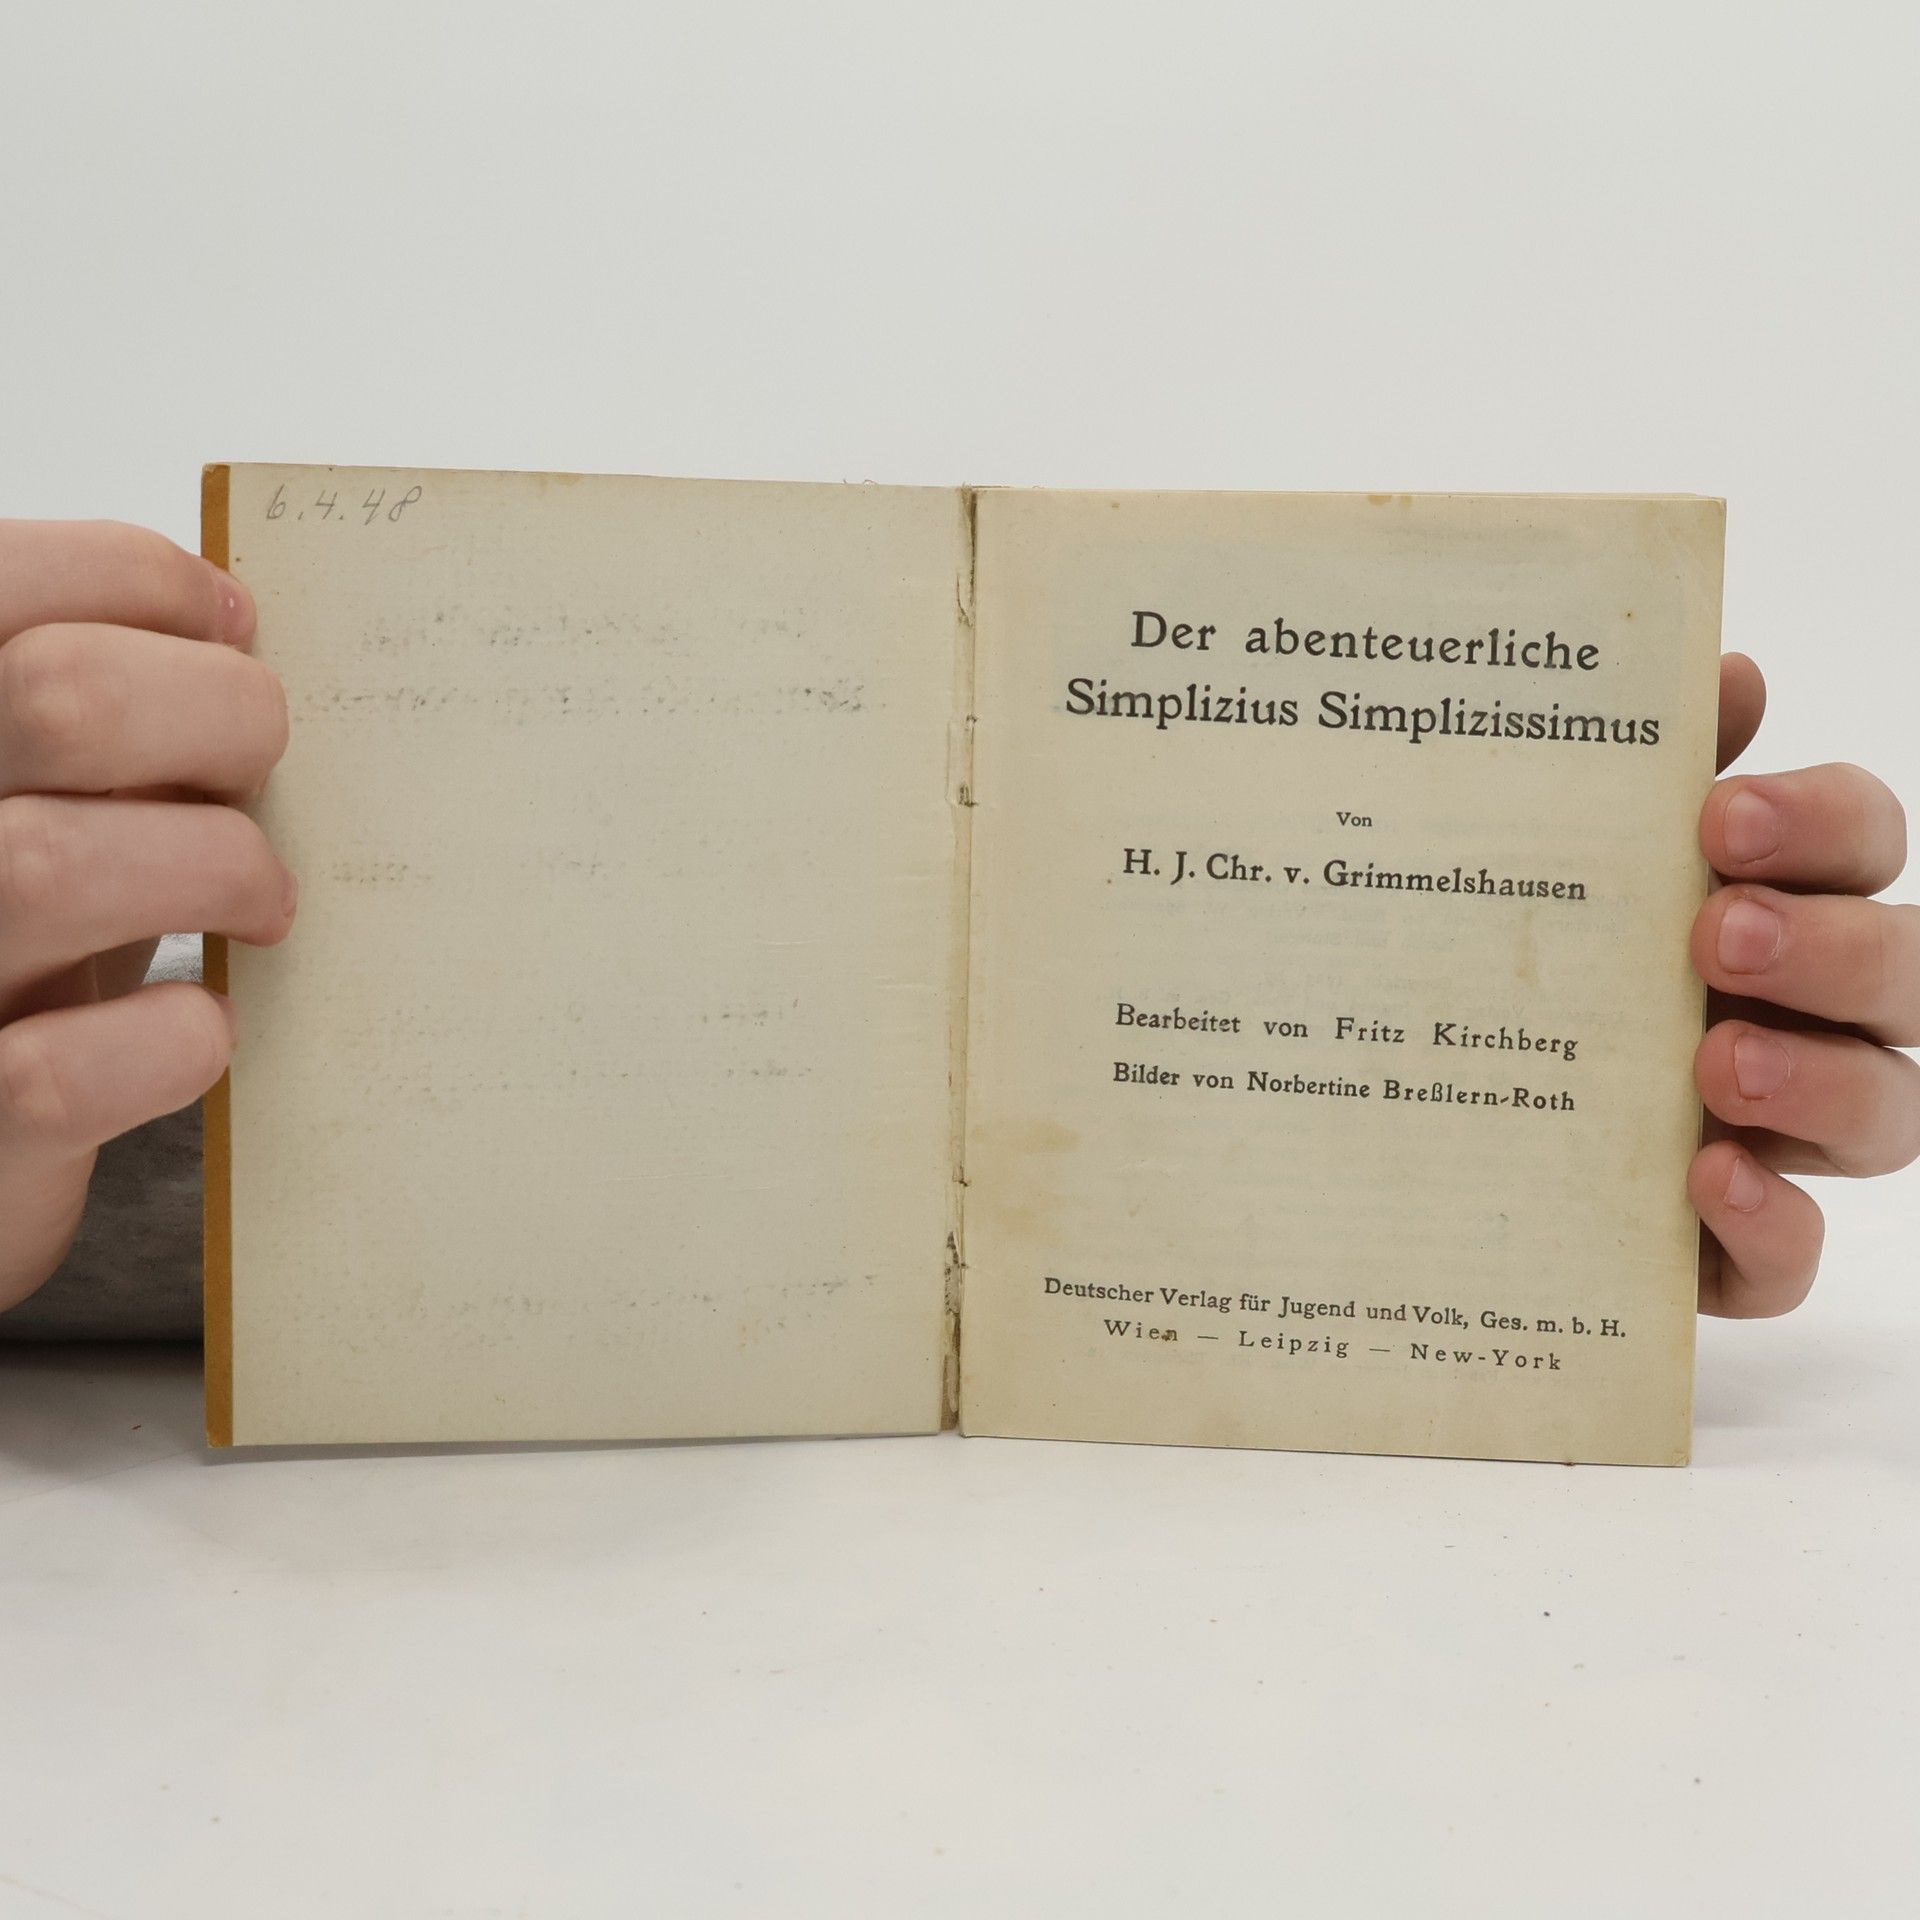 6.4.48
Der abenteuerliche
Simplizius Simplizissimus
Von
H. J. Chr. v. Grimmelshausen
Bearbeitet von Fritz Kirchberg
Bilder von Norbertine Breßlern-Roth
Deutscher Verlag für Jugend und Volk, Ges. m. b. H.
Wien — Leipzig — New-York